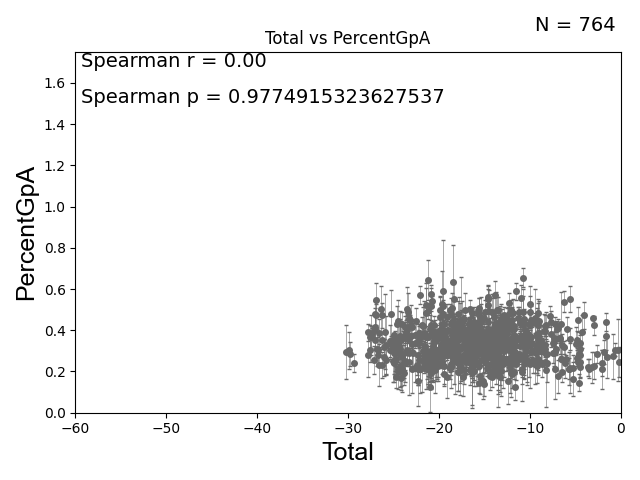 N = 764
Total vs PercentGpA
Spearman r = 0.00
Spearman p = 0.9774915323627537
1.6
1.4
1.2
1.0
0.8
0.6
0.4
0.2
0.0
PercentGpA
−60 −50 −40 −30 −20 −10 0
Total